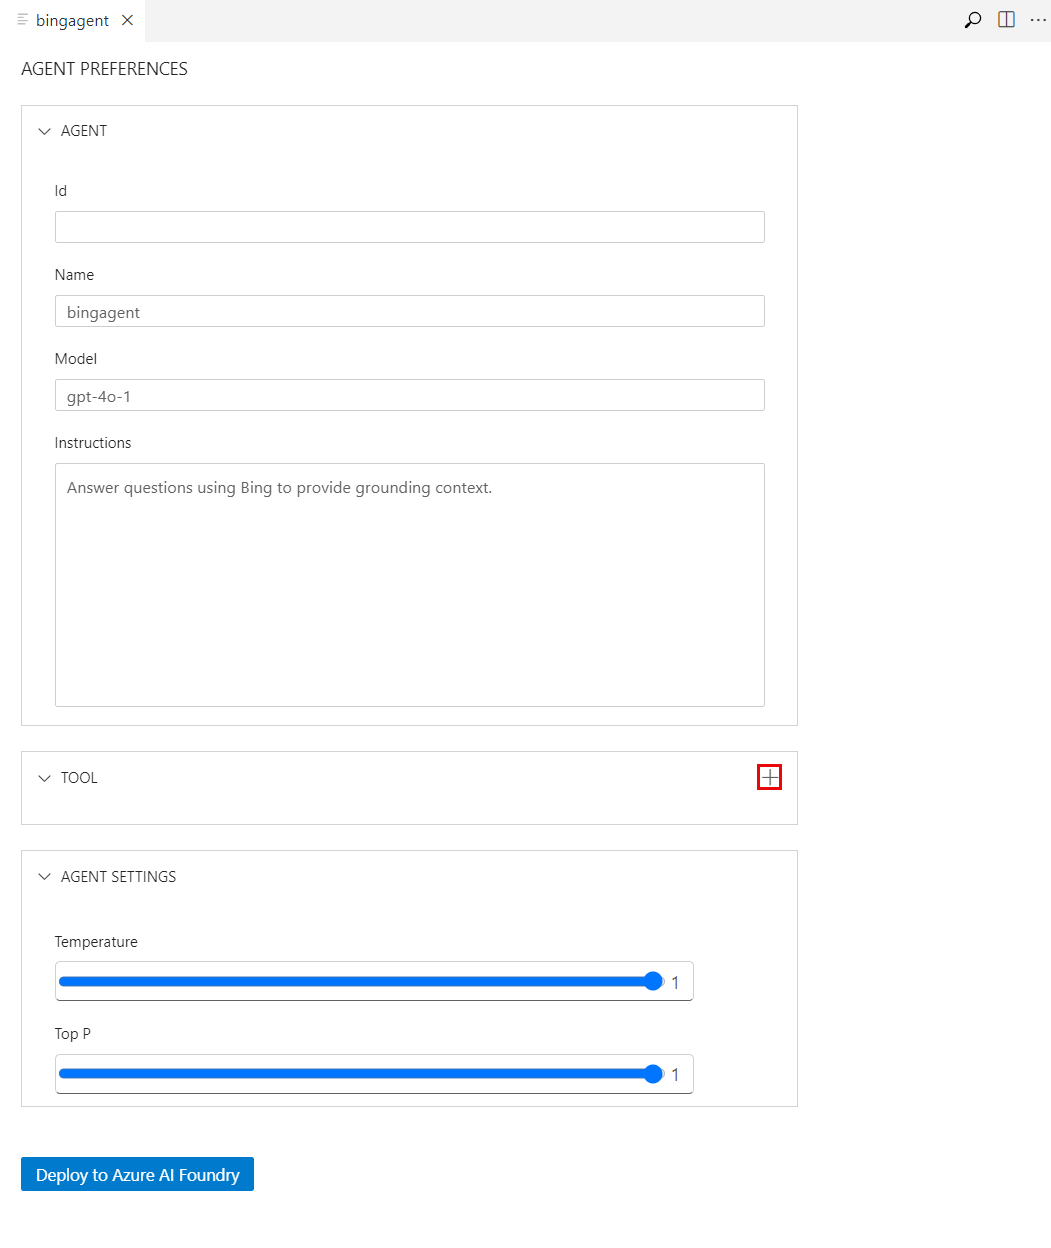 bingagent
AGENT PREFERENCES
AGENT
Id
Name
bingagent
Model
gpt-4o-1
Instructions
Answer questions using Bing to provide grounding context.
TOOL
AGENT SETTINGS
Temperature
1
Top P
1
Deploy to Azure AI Foundry